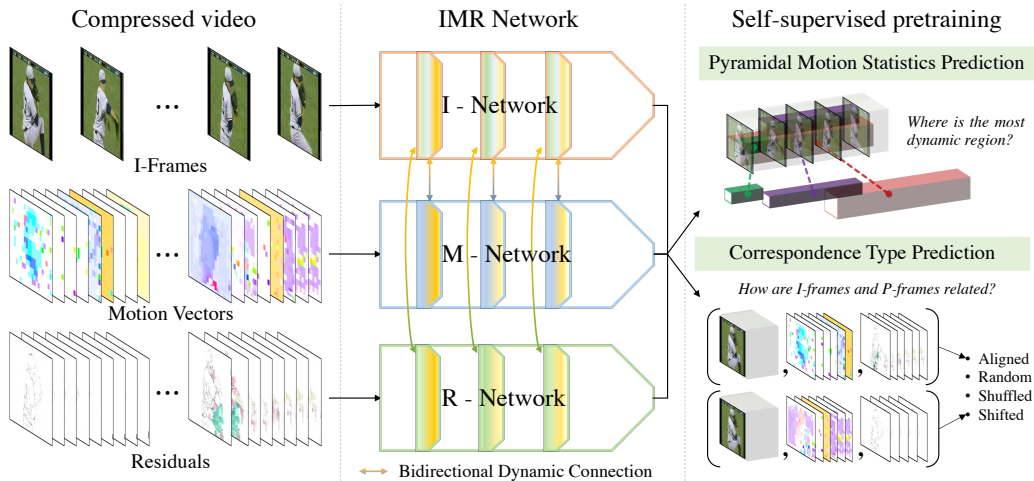 Compressed video
IMR Network
Self-supervised pretraining
I-Frames
Motion Vectors
Residuals
I - Network
M - Network
R - Network
Bidirectional Dynamic Connection
Pyramidal Motion Statistics Prediction
Where is the most
dynamic region?
Correspondence Type Prediction
How are I-frames and P-frames related?
, ,
, ,
• Aligned
• Random
• Shuffled
• Shifted